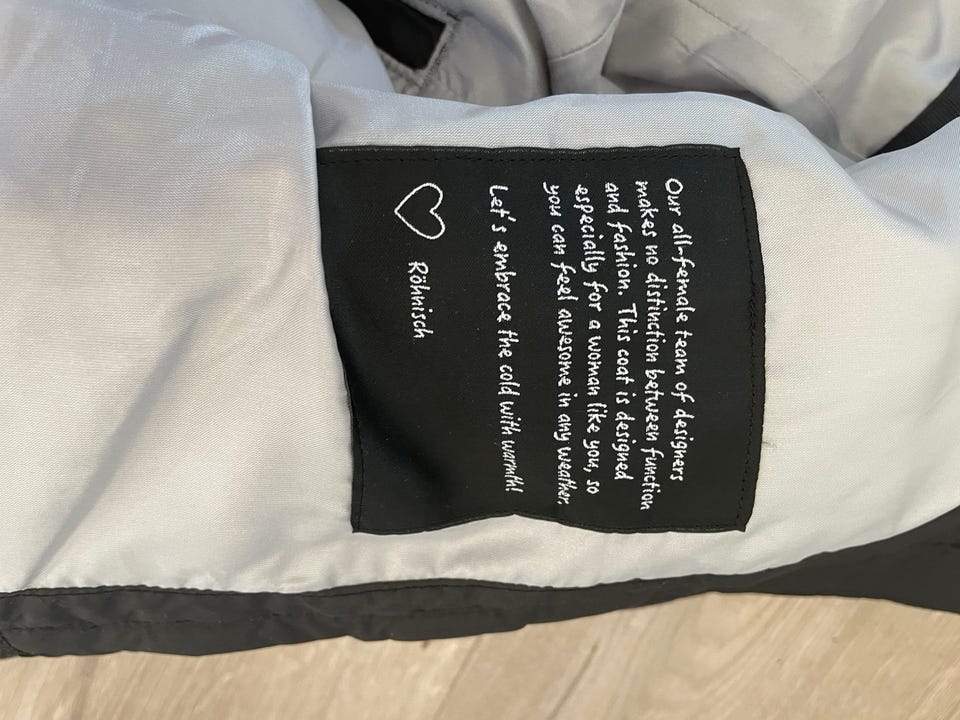 Our all-female team of designers
makes no distinction between function
and fashion. This coat is designed
especially for a woman like you, so
you can feel awesome in any weather.
Let's embrace the cold with warmth!
Röhnisch